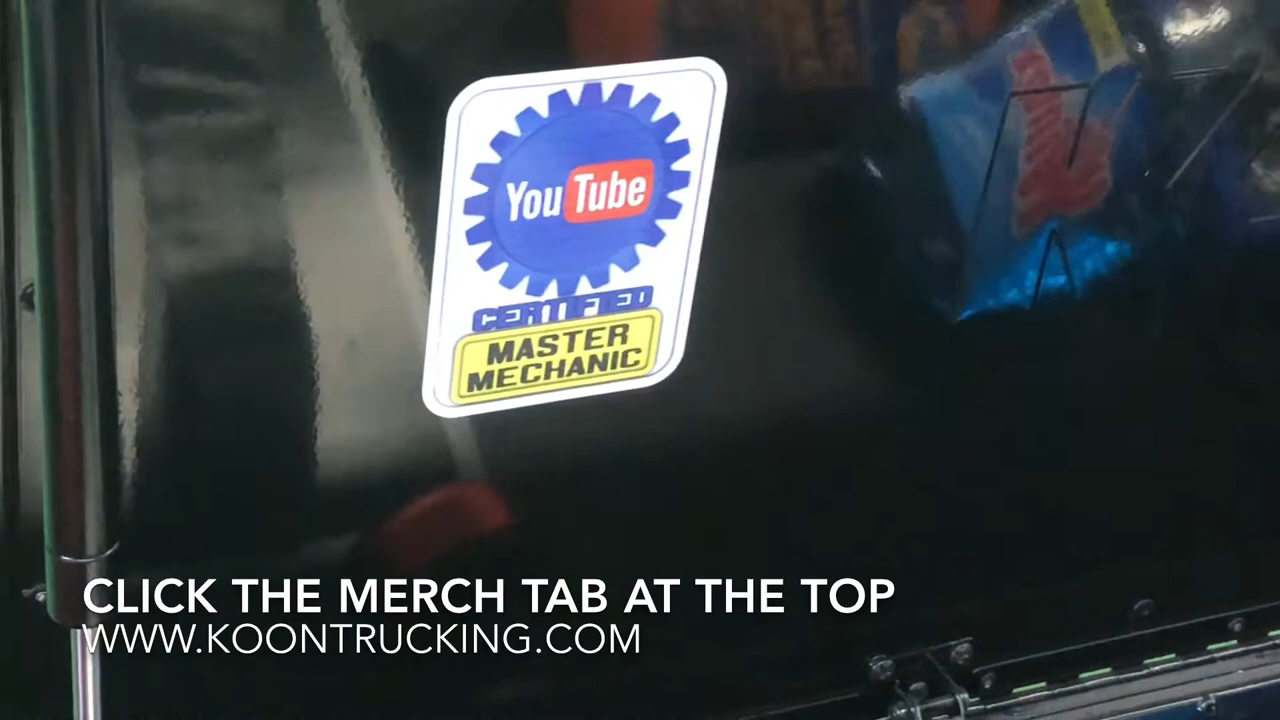 YouTube
CERTIFIED
MASTER
MECHANIC
CLICK THE MERCH TAB AT THE TOP
WWW.KOONTRUCKING.COM